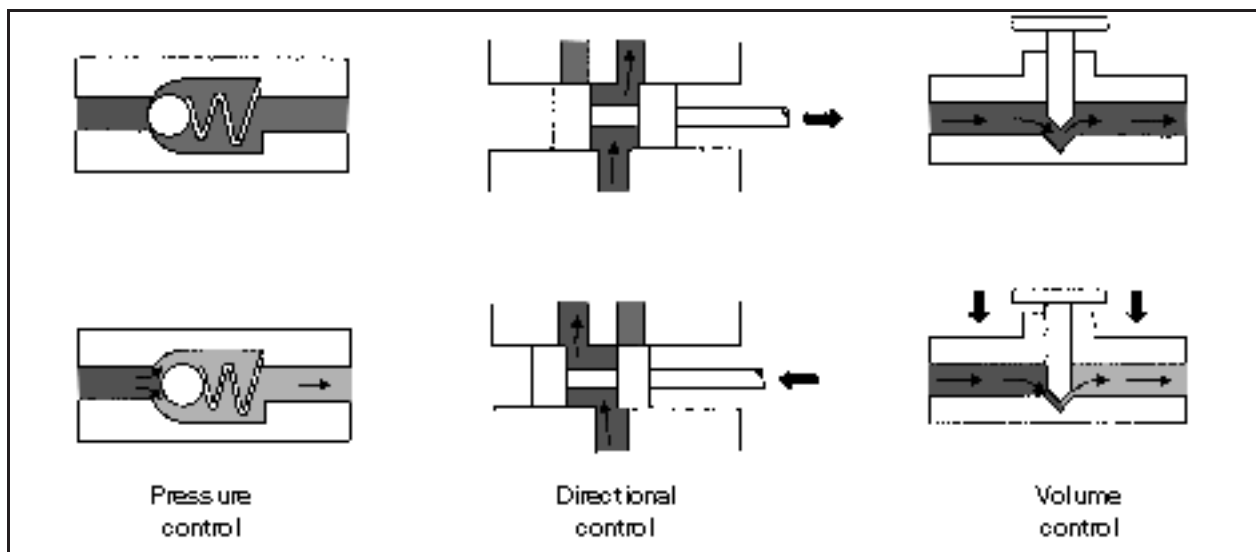 Pressure
control
Directional
control
Volume
control